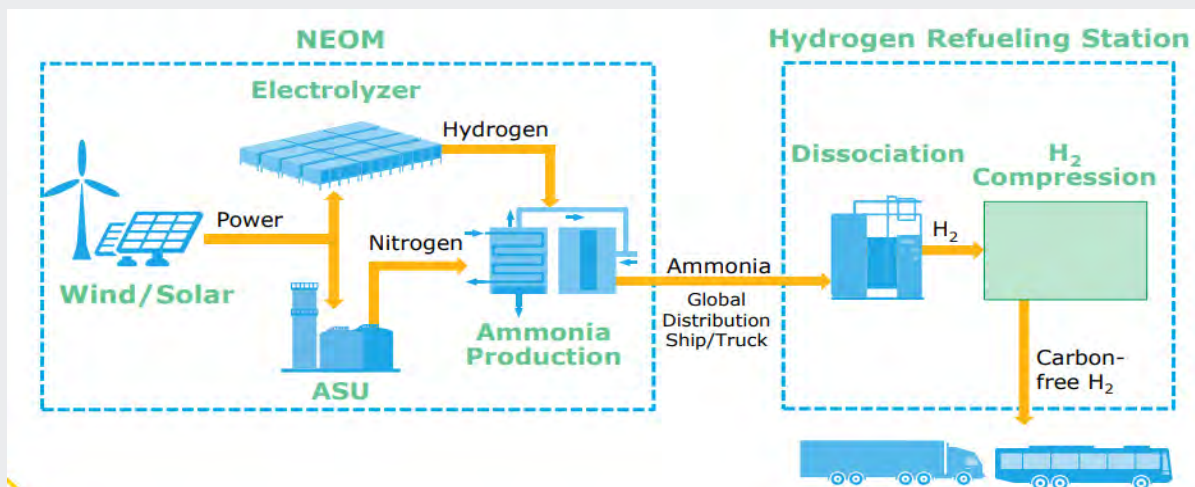 NEOM
Hydrogen Refueling Station
Electrolyzer
Hydrogen
Power
Nitrogen
Wind/Solar
ASU
Ammonia
Production
Ammonia
Global
Distribution
Ship/Truck
Dissociation
H₂
H₂
Compression
Carbon-
free H₂